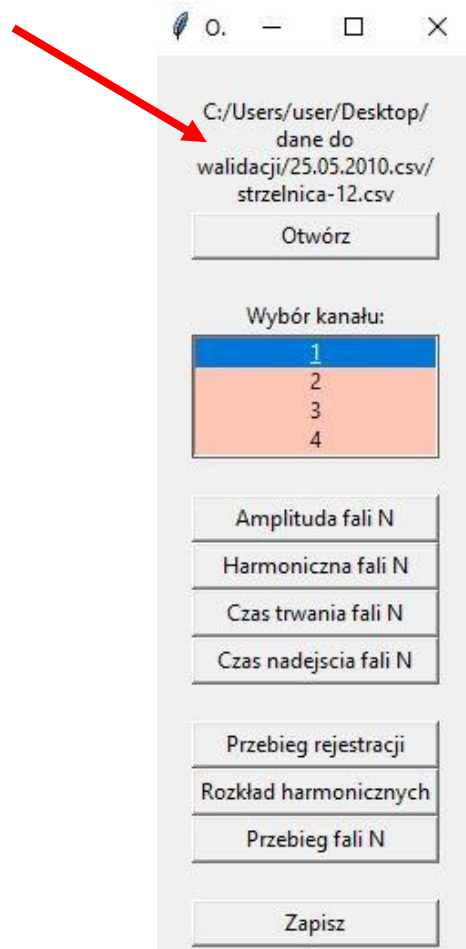 O.
C:/Users/user/Desktop/
dane do
walidacji/25.05.2010.csv/
strzelnica-12.csv
Otwórz
Wybór kanału:
1
2
3
4
Amplituda fali N
Harmoniczna fali N
Czas trwania fali N
Czas nadejscia fali N
Przebieg rejestracji
Rozkład harmonicznych
Przebieg fali N
Zapisz